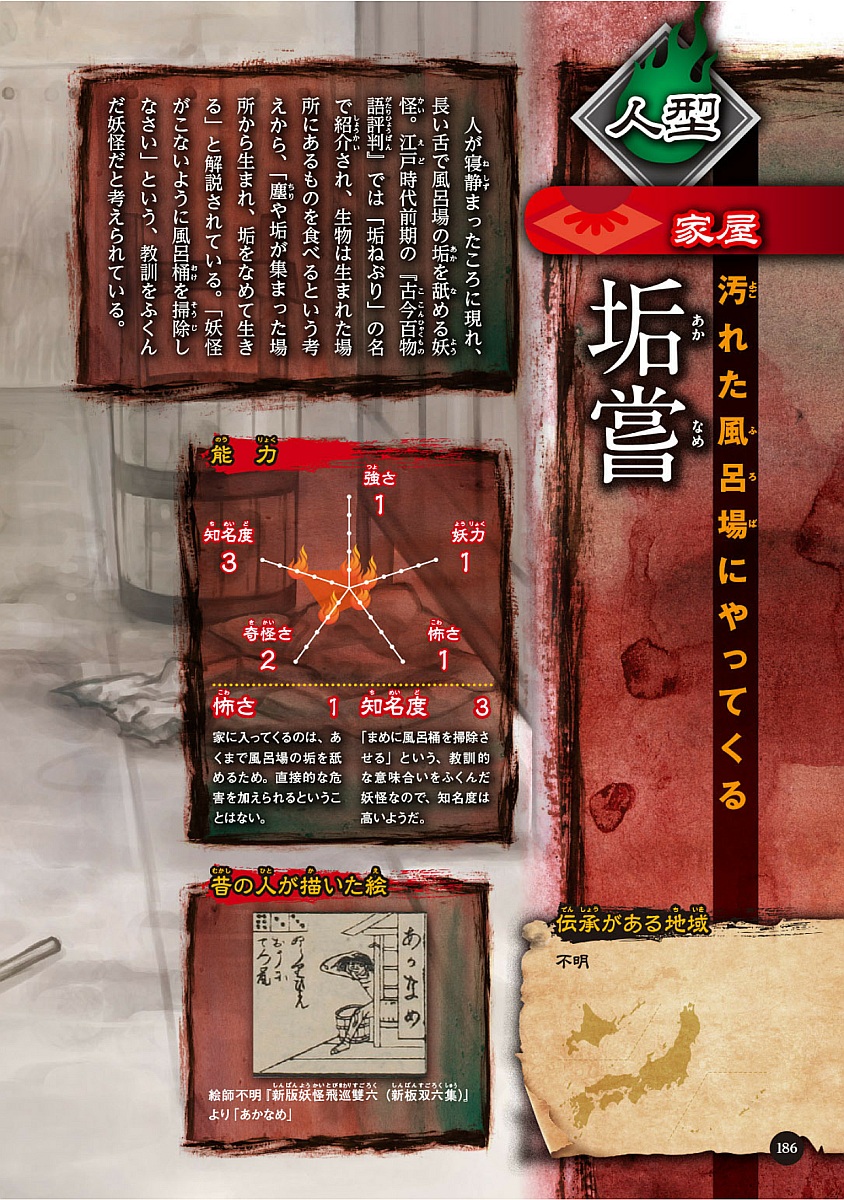 人型
家屋
汚れた風呂場にやってくる
垢嘗
あか
なめ
人が寝静まったころに現れ、
長い舌で風呂場の垢を舐める妖
怪。江戸時代前期の『古今百物
語評判』では「垢ねぶり」の名
で紹介され、生物は生まれた場
所にあるものを食べるという考
えから、「塵や垢が集まった場
所から生まれ、垢をなめて生き
る」と解説されている。「妖怪
がこないように風呂桶を掃除し
なさい」という、教訓をふくん
だ妖怪だと考えられている。
能力
強さ
1
妖力
1
怖さ
1
奇怪さ
2
知名度
3
怖さ 1
家に入ってくるのは、あ
くまで風呂場の垢を舐
めるため。直接的な危
害を加えられるというこ
とはない。
知名度 3
「まめに風呂桶を掃除さ
せる」という、教訓的
な意味合いをふくんだ
妖怪なので、知名度は
高いようだ。
昔の人が描いた絵
あかなめ
絵師不明『新版妖怪飛巡雙六（新板双六集）』
より「あかなめ」
伝承がある地域
不明
186